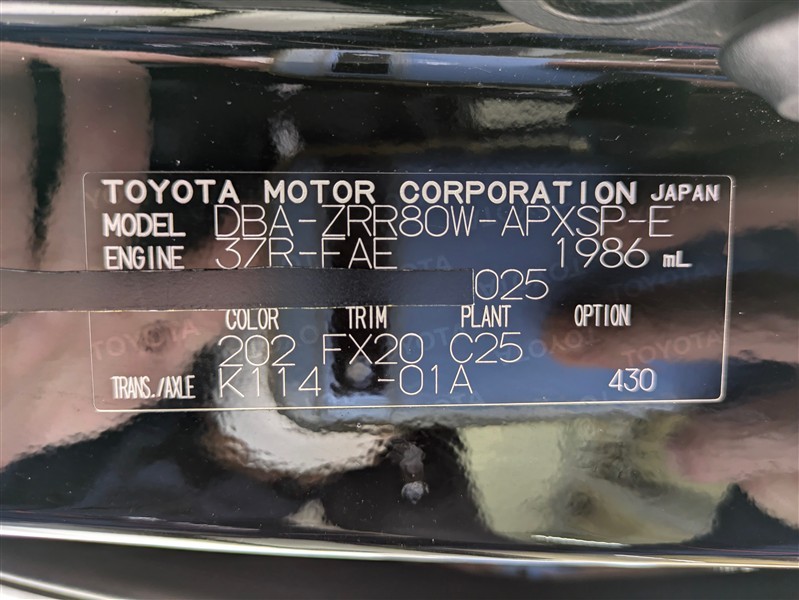 TOYOTA MOTOR CORPORATION JAPAN
MODEL DBA-ZRR80W-APXSP-E
ENGINE 3ZR-FAE 1986 mL
025
COLOR TRIM PLANT OPTION
202 FX20 C25
TRANS./AXLE K114 -01A 430